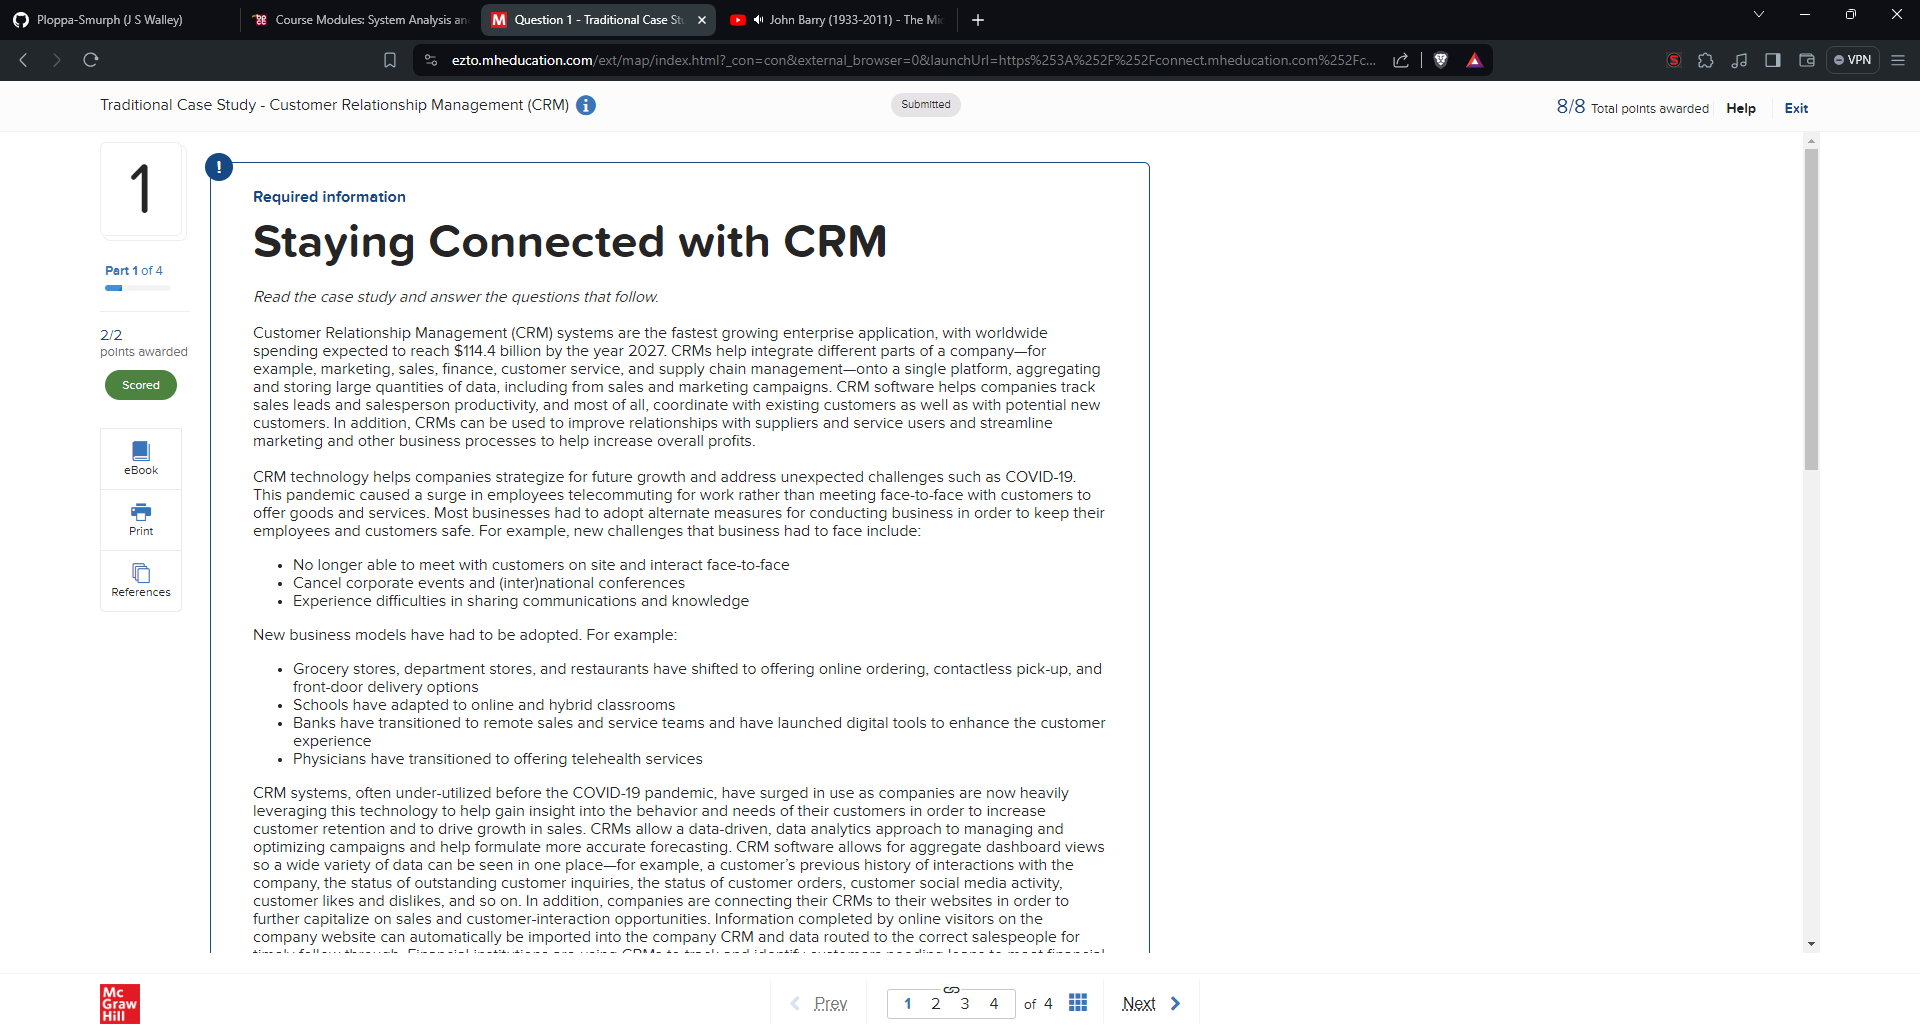 Ploppa-Smurph (J S Walley)
Course Modules: System Analysis an
Question 1 - Traditional Case Stu
John Barry (1933-2011) - The Mi
ezto.mheducation.com/ext/map/index.html?_con=con&external_browser=0&launchUrl=https%253A%252F%252Fconnect.mheducation.com%252Fc...
VPN
Traditional Case Study - Customer Relationship Management (CRM)
Submitted
8/8 Total points awarded
Help
Exit
1
Part 1 of 4
2/2
points awarded
Scored
eBook
Print
References
!
Required information
Staying Connected with CRM
Read the case study and answer the questions that follow.
Customer Relationship Management (CRM) systems are the fastest growing enterprise application, with worldwide
spending expected to reach $114.4 billion by the year 2027. CRMs help integrate different parts of a company—for
example, marketing, sales, finance, customer service, and supply chain management—onto a single platform, aggregating
and storing large quantities of data, including from sales and marketing campaigns. CRM software helps companies track
sales leads and salesperson productivity, and most of all, coordinate with existing customers as well as with potential new
customers. In addition, CRMs can be used to improve relationships with suppliers and service users and streamline
marketing and other business processes to help increase overall profits.
CRM technology helps companies strategize for future growth and address unexpected challenges such as COVID-19.
This pandemic caused a surge in employees telecommuting for work rather than meeting face-to-face with customers to
offer goods and services. Most businesses had to adopt alternate measures for conducting business in order to keep their
employees and customers safe. For example, new challenges that business had to face include:
• No longer able to meet with customers on site and interact face-to-face
• Cancel corporate events and (inter)national conferences
• Experience difficulties in sharing communications and knowledge
New business models have had to be adopted. For example:
• Grocery stores, department stores, and restaurants have shifted to offering online ordering, contactless pick-up, and
front-door delivery options
• Schools have adapted to online and hybrid classrooms
• Banks have transitioned to remote sales and service teams and have launched digital tools to enhance the customer
experience
• Physicians have transitioned to offering telehealth services
CRM systems, often under-utilized before the COVID-19 pandemic, have surged in use as companies are now heavily
leveraging this technology to help gain insight into the behavior and needs of their customers in order to increase
customer retention and to drive growth in sales. CRMs allow a data-driven, data analytics approach to managing and
optimizing campaigns and help formulate more accurate forecasting. CRM software allows for aggregate dashboard views
so a wide variety of data can be seen in one place—for example, a customer's previous history of interactions with the
company, the status of outstanding customer inquiries, the status of customer orders, customer social media activity,
customer likes and dislikes, and so on. In addition, companies are connecting their CRMs to their websites in order to
further capitalize on sales and customer-interaction opportunities. Information completed by online visitors on the
company website can automatically be imported into the company CRM and data routed to the correct salespeople for
timely follow through. Financial institutions are using CRMs to track and identify customers needing loans to meet financial
Mc
Graw
Hill
Prev
1 2 3 4 of 4
Next